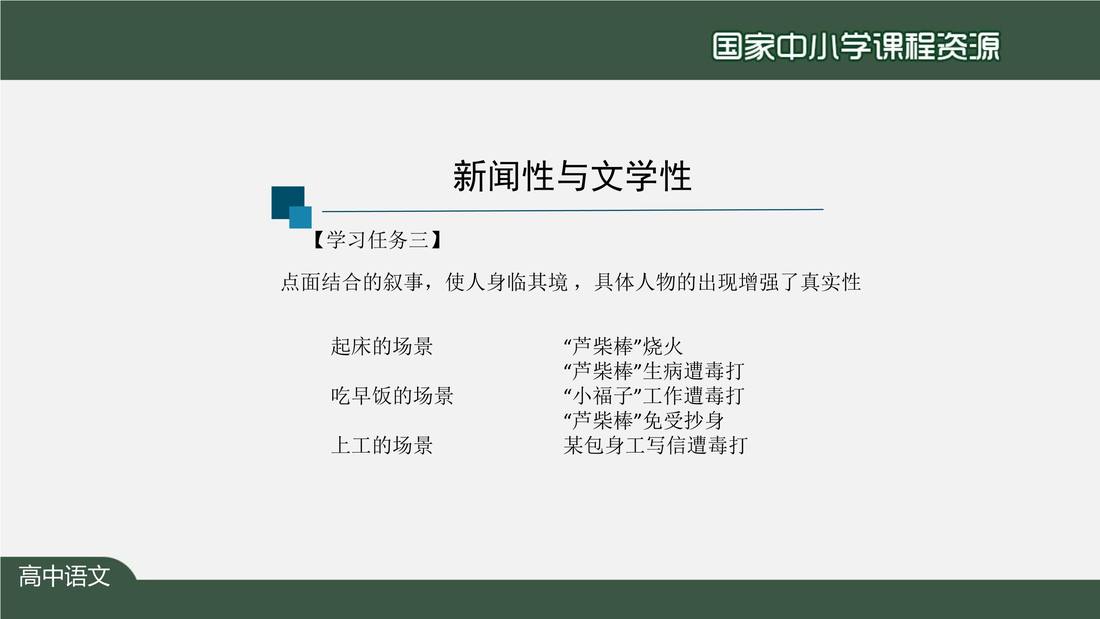 国家中小学课程资源
新闻性与文学性
【学习任务三】
点面结合的叙事，使人身临其境，具体人物的出现增强了真实性
起床的场景 “芦柴棒”烧火
“芦柴棒”生病遭毒打
吃早饭的场景 “小福子”工作遭毒打
“芦柴棒”免受抄身
上工的场景 某包身工写信遭毒打
高中语文